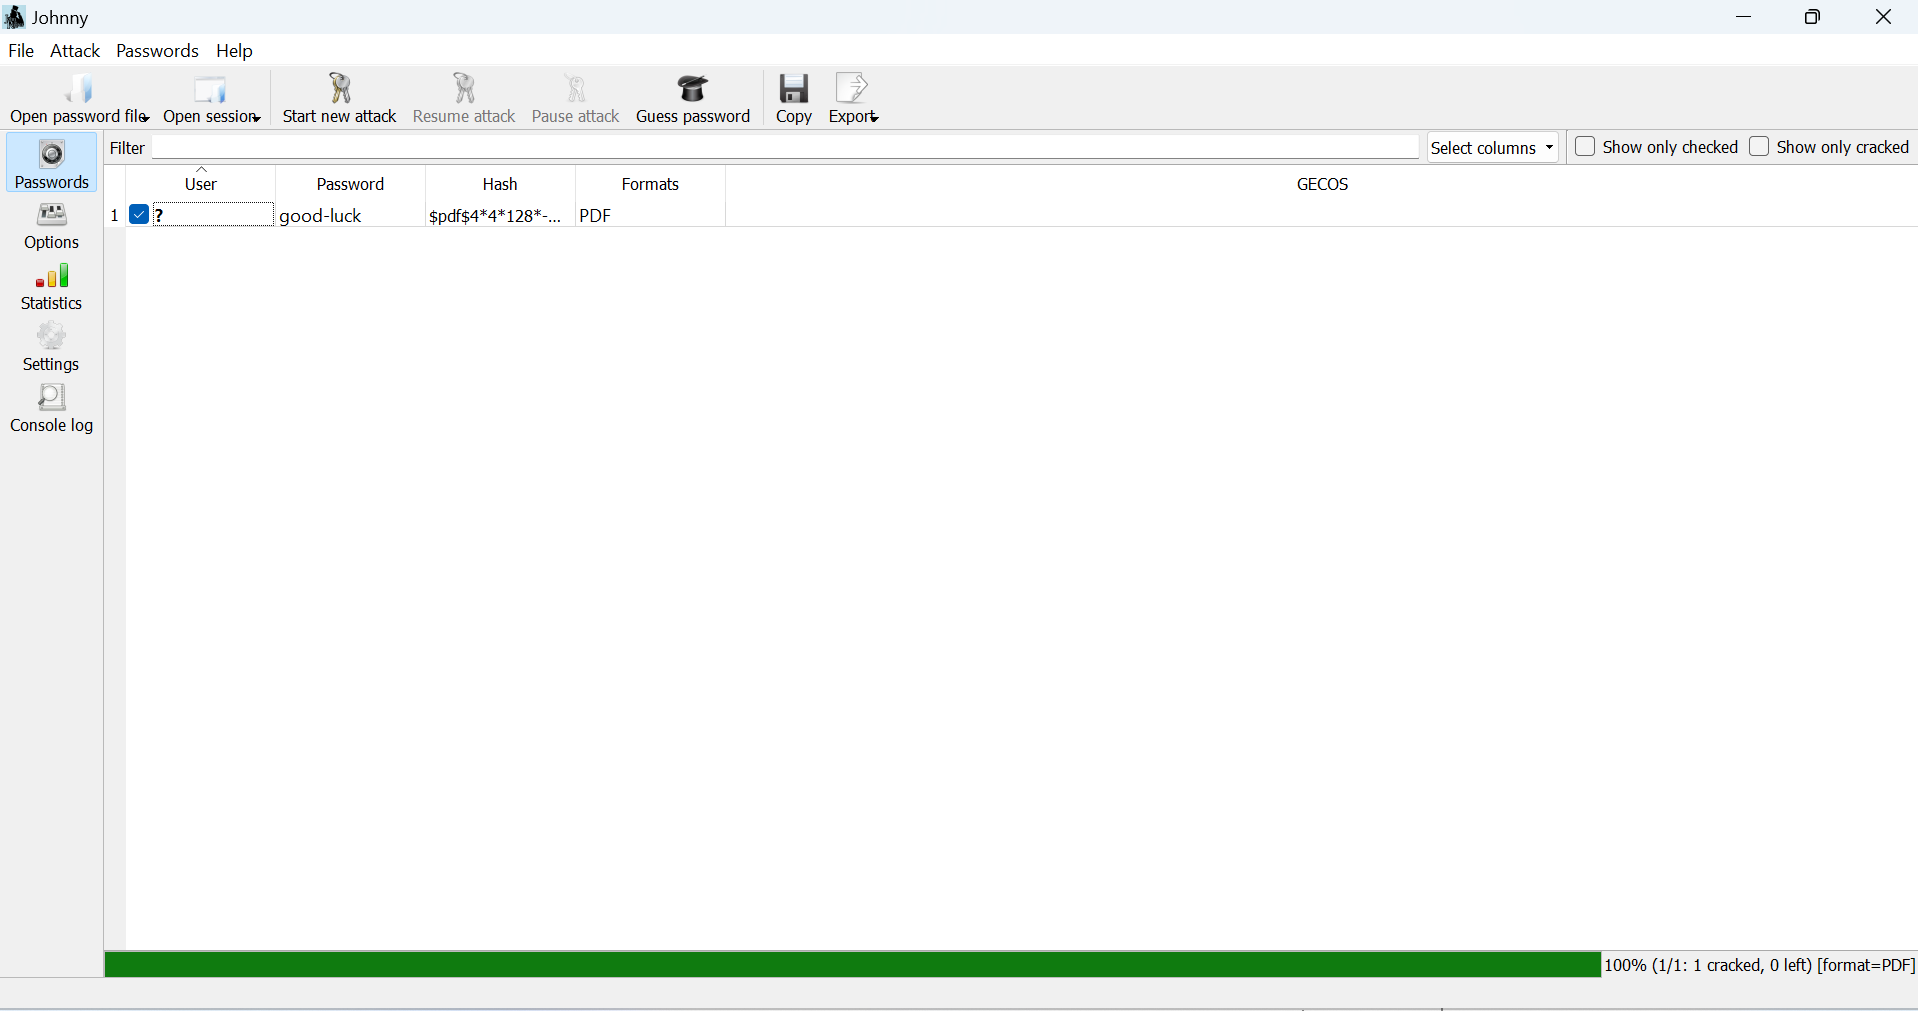 Johnny
File Attack Passwords Help
Open password file Open session Start new attack Resume attack Pause attack Guess password Copy Export
Passwords
Options
Statistics
Settings
Console log
Filter Select columns Show only checked Show only cracked
User Password Hash Formats GECOS
1 ? good-luck $pdf$4*4*128*-... PDF
100% (1/1: 1 cracked, 0 left) [format=PDF]